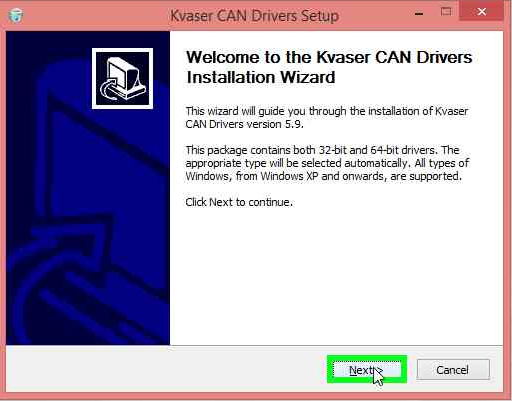 Kvaser CAN Drivers Setup
Welcome to the Kvaser CAN Drivers
Installation Wizard
This wizard will guide you through the installation of Kvaser
CAN Drivers version 5.9.
This package contains both 32-bit and 64-bit drivers. The
appropriate type will be selected automatically. All types of
Windows, from Windows XP and onwards, are supported.
Click Next to continue.
Next >
Cancel